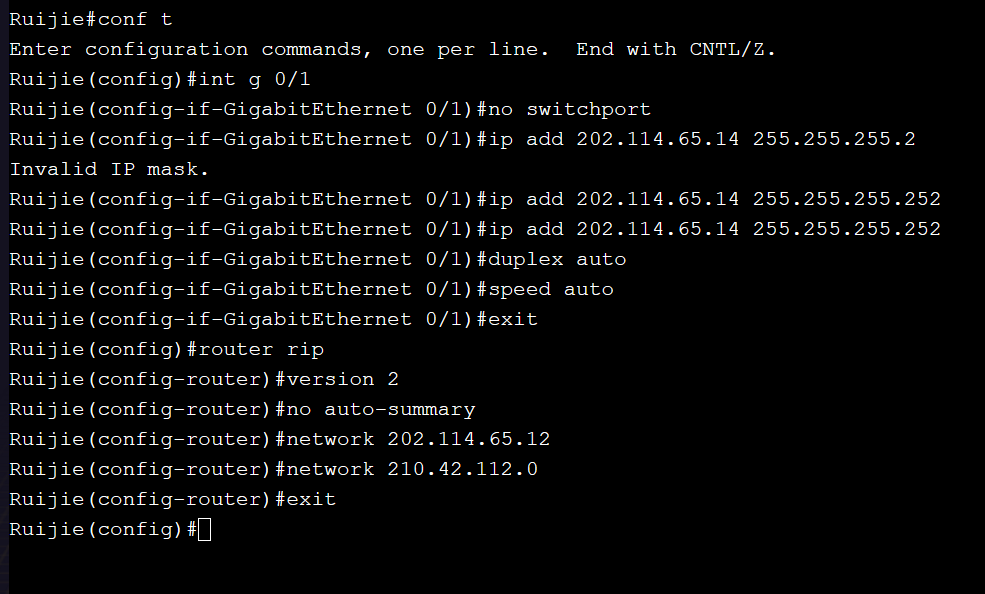 Ruijie#conf t
Enter configuration commands, one per line.  End with CNTL/Z.
Ruijie(config)#int g 0/1
Ruijie(config-if-GigabitEthernet 0/1)#no switchport
Ruijie(config-if-GigabitEthernet 0/1)#ip add 202.114.65.14 255.255.255.2
Invalid IP mask.
Ruijie(config-if-GigabitEthernet 0/1)#ip add 202.114.65.14 255.255.255.252
Ruijie(config-if-GigabitEthernet 0/1)#ip add 202.114.65.14 255.255.255.252
Ruijie(config-if-GigabitEthernet 0/1)#duplex auto
Ruijie(config-if-GigabitEthernet 0/1)#speed auto
Ruijie(config-if-GigabitEthernet 0/1)#exit
Ruijie(config)#router rip
Ruijie(config-router)#version 2
Ruijie(config-router)#no auto-summary
Ruijie(config-router)#network 202.114.65.12
Ruijie(config-router)#network 210.42.112.0
Ruijie(config-router)#exit
Ruijie(config)#